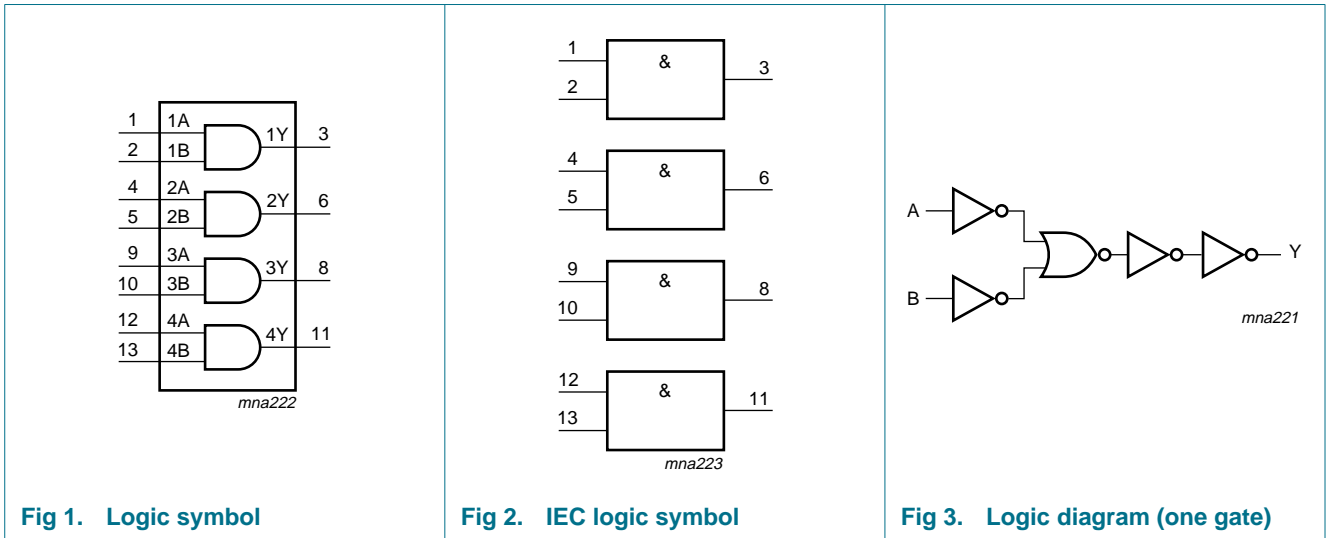 1 1A 1Y 3
2 1B
4 2A 2Y 6
5 2B
9 3A 3Y 8
10 3B
12 4A 4Y 11
13 4B
mna222
Fig 1. Logic symbol
1 & 3
2
4 & 6
5
9 & 8
10
12 & 11
13
mna223
Fig 2. IEC logic symbol
A
B
Y
mna221
Fig 3. Logic diagram (one gate)